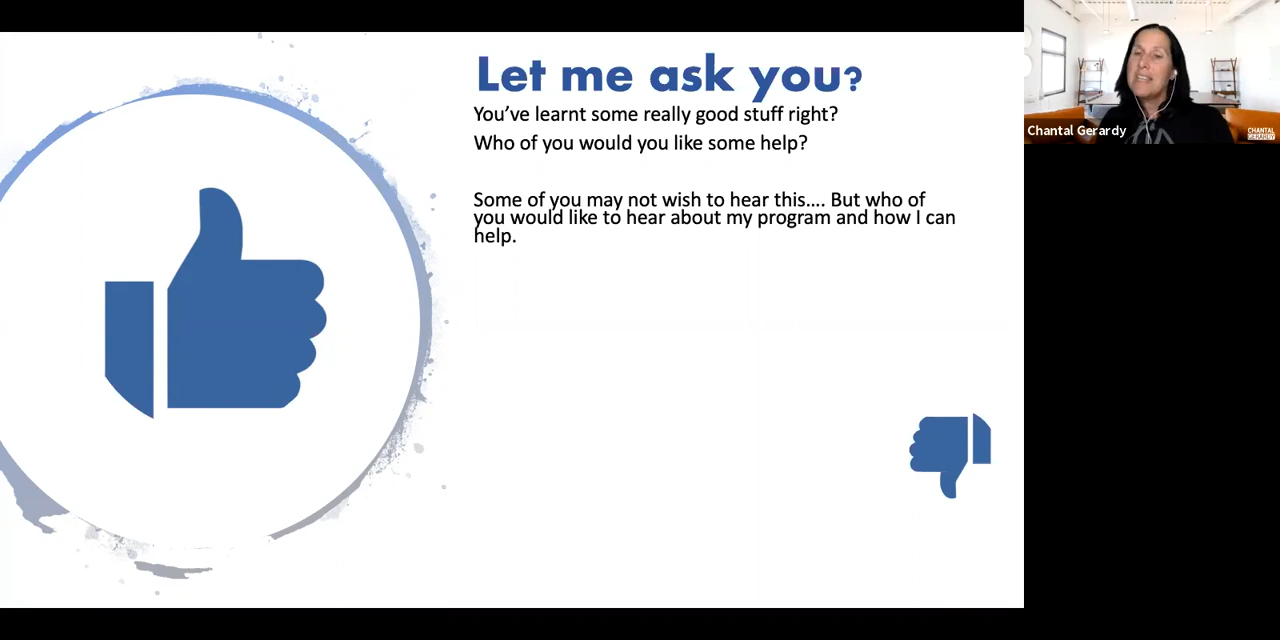 Let me ask you?
You’ve learnt some really good stuff right?
Who of you would you like some help?
Some of you may not wish to hear this.... But who of
you would like to hear about my program and how I can
help.
Chantal Gerardy
CHANTAL
GERARDY